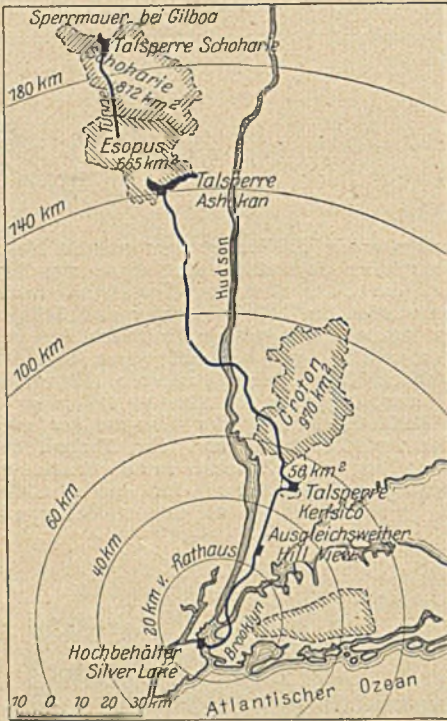 Sperrmauer bei Gilboa
Talsperre Schoharie
Schoharie
812 km²
180 km
Tunnel
Esopus
665 km²
Talsperre
Ashokan
140 km
Hudson
100 km
Croton
970 km²
60 km
58 km²
Talsperre
Kensico
40 km
Ausgleichsweiher
Hill View
20 km v. Rathaus
Brooklyn
Hochbehälter
Silver Lake
10 0 10 20 30 km
Atlantischer Ozean